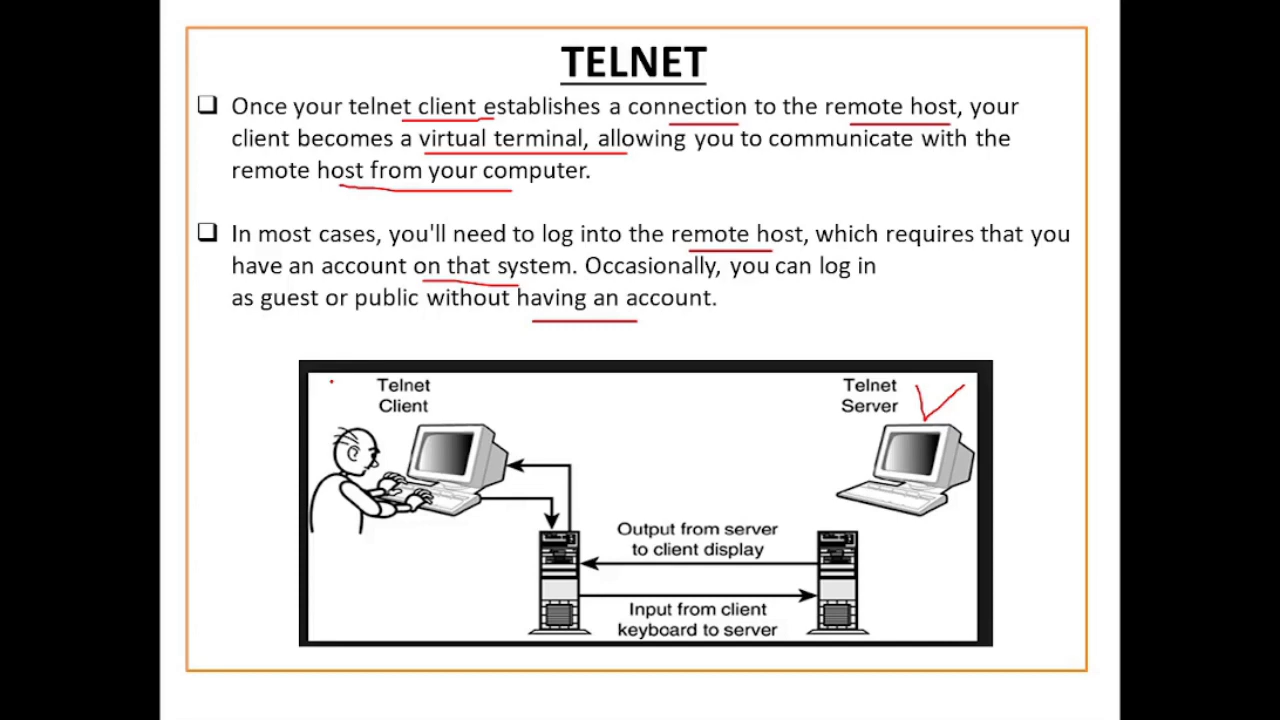 TELNET
Once your telnet client establishes a connection to the remote host, your
client becomes a virtual terminal, allowing you to communicate with the
remote host from your computer.
In most cases, you'll need to log into the remote host, which requires that you
have an account on that system. Occasionally, you can log in
as guest or public without having an account.
Telnet
Client
Telnet
Server
Output from server
to client display
Input from client
keyboard to server